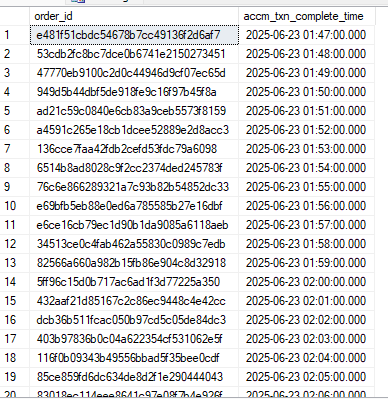 order_id accm_txn_complete_time
1 e481f51cbdc54678b7cc49136f2d6af7 2025-06-23 01:47:00.000
2 53cdb2fc8bc7dce0b6741e2150273451 2025-06-23 01:48:00.000
3 47770eb9100c2d0c44946d9cf07ec65d 2025-06-23 01:49:00.000
4 949d5b44dbf5de918fe9c16f97b45f8a 2025-06-23 01:50:00.000
5 ad21c59c0840e6cb83a9ceb5573f8159 2025-06-23 01:51:00.000
6 a4591c265e18cb1dcee52889e2d8acc3 2025-06-23 01:52:00.000
7 136cce7faa42fdb2cefd53fdc79a6098 2025-06-23 01:53:00.000
8 6514b8ad8028c9f2cc2374ded245783f 2025-06-23 01:54:00.000
9 76c6e866289321a7c93b82b54852dc33 2025-06-23 01:55:00.000
10 e69bfb5eb88e0ed6a785585b27e16dbf 2025-06-23 01:56:00.000
11 e6ce16cb79ec1d90b1da9085a6118aeb 2025-06-23 01:57:00.000
12 34513ce0c4fab462a55830c0989c7edb 2025-06-23 01:58:00.000
13 82566a660a982b15fb86e904c8d32918 2025-06-23 01:59:00.000
14 5ff96c15d0b717ac6ad1f3d77225a350 2025-06-23 02:00:00.000
15 432aaf21d85167c2c86ec9448c4e42cc 2025-06-23 02:01:00.000
16 dcb36b511fcac050b97cd5c05de84dc3 2025-06-23 02:02:00.000
17 403b97836b0c04a622354cf531062e5f 2025-06-23 02:03:00.000
18 116f0b09343b49556bbad5f35bee0cdf 2025-06-23 02:04:00.000
19 85ce859fd6dc634de8d2f1e290444043 2025-06-23 02:05:00.000
20 83018ec114eee8641c97e08f7b4e926f 2025-06-23 02:06:00.000